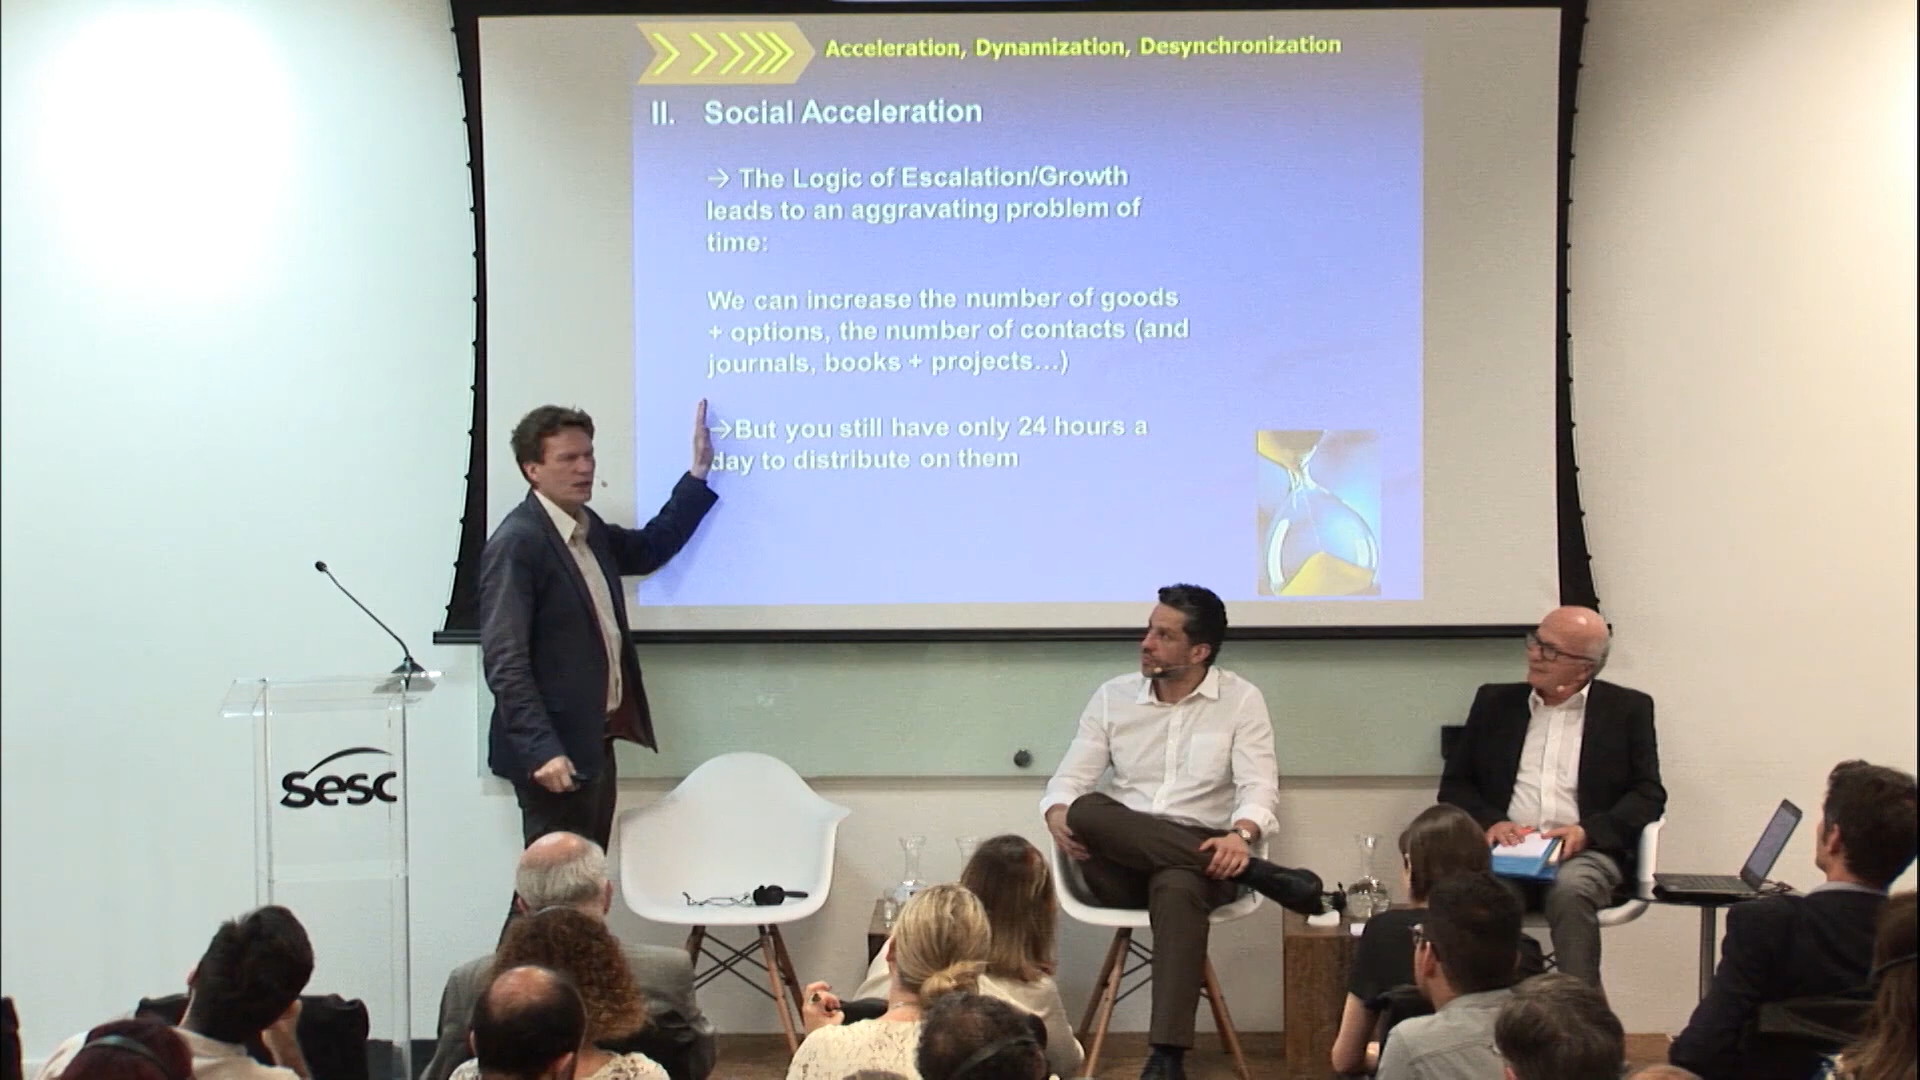 Acceleration, Dynamization, Desynchronization
II. Social Acceleration
→ The Logic of Escalation/Growth
leads to an aggravating problem of
time:
We can increase the number of goods
+ options, the number of contacts (and
journals, books + projects…)
→But you still have only 24 hours a
day to distribute on them
sesc